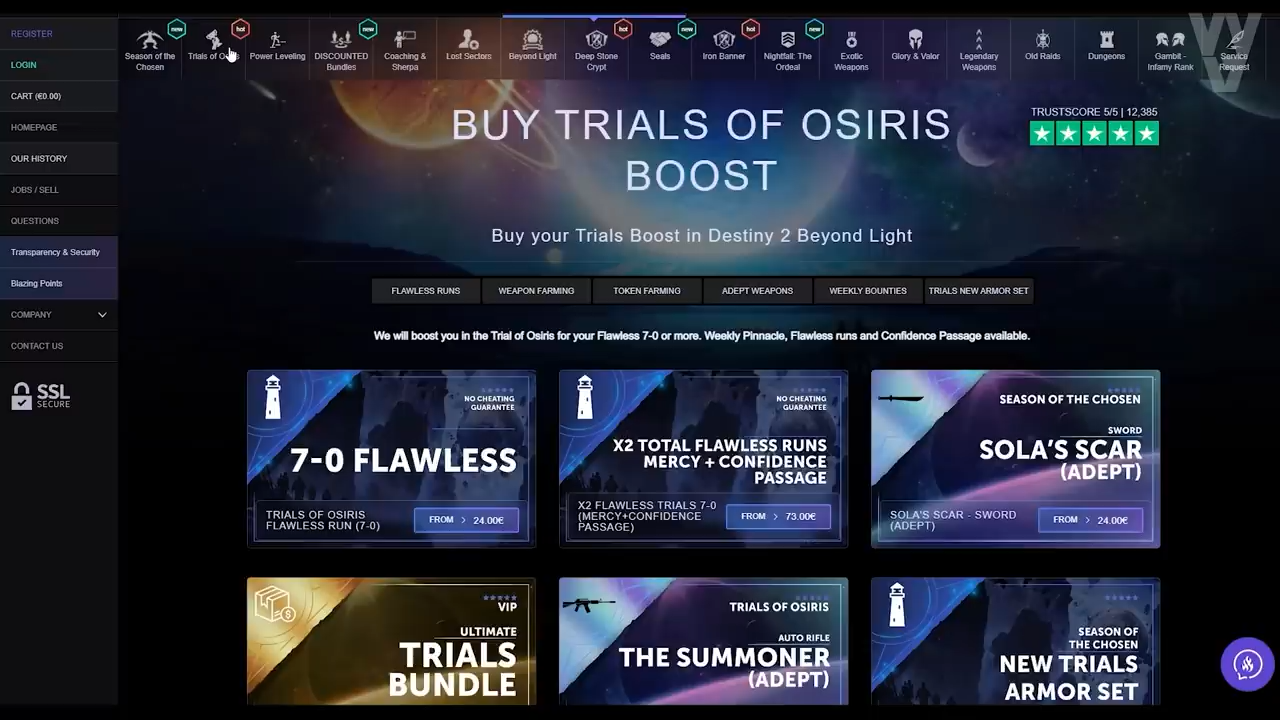 REGISTER
LOGIN
CART (€0.00)
HOMEPAGE
OUR HISTORY
JOBS / SELL
QUESTIONS
Transparency & Security
Blazing Points
COMPANY
CONTACT US
SSL
SECURE
new
hot
new
hot
new
hot
new
Season of the
Chosen
Trials of
Power Leveling
DISCOUNTED
Bundles
Coaching &
Sherpa
Lost Sectors
Beyond Light
Deep Stone
Crypt
Seals
Iron Banner
Nightfall: The
Ordeal
Exotic
Weapons
Glory & Valor
Legendary
Weapons
Old Raids
Dungeons
Gambit -
Infamy Rank
Service
Request
W
BUY TRIALS OF OSIRIS
BOOST
TRUSTSCORE 5/5 | 12,385
Buy your Trials Boost in Destiny 2 Beyond Light
FLAWLESS RUNS
WEAPON FARMING
TOKEN FARMING
ADEPT WEAPONS
WEEKLY BOUNTIES
TRIALS NEW ARMOR SET
We will boost you in the Trial of Osiris for your Flawless 7-0 or more. Weekly Pinnacle, Flawless runs and Confidence Passage available.
NO CHEATING
GUARANTEE
7-0 FLAWLESS
TRIALS OF OSIRIS
FLAWLESS RUN (7-0)
FROM > 24.00€
NO CHEATING
GUARANTEE
X2 TOTAL FLAWLESS RUNS
MERCY + CONFIDENCE
PASSAGE
X2 FLAWLESS TRIALS 7-0
(MERCY+CONFIDENCE
PASSAGE)
FROM > 73.00€
SEASON OF THE CHOSEN
SWORD
SOLA'S SCAR
(ADEPT)
SOLA'S SCAR - SWORD
(ADEPT)
FROM > 24.00€
VIP
ULTIMATE
TRIALS
BUNDLE
TRIALS OF OSIRIS
AUTO RIFLE
THE SUMMONER
(ADEPT)
SEASON OF
THE CHOSEN
NEW TRIALS
ARMOR SET